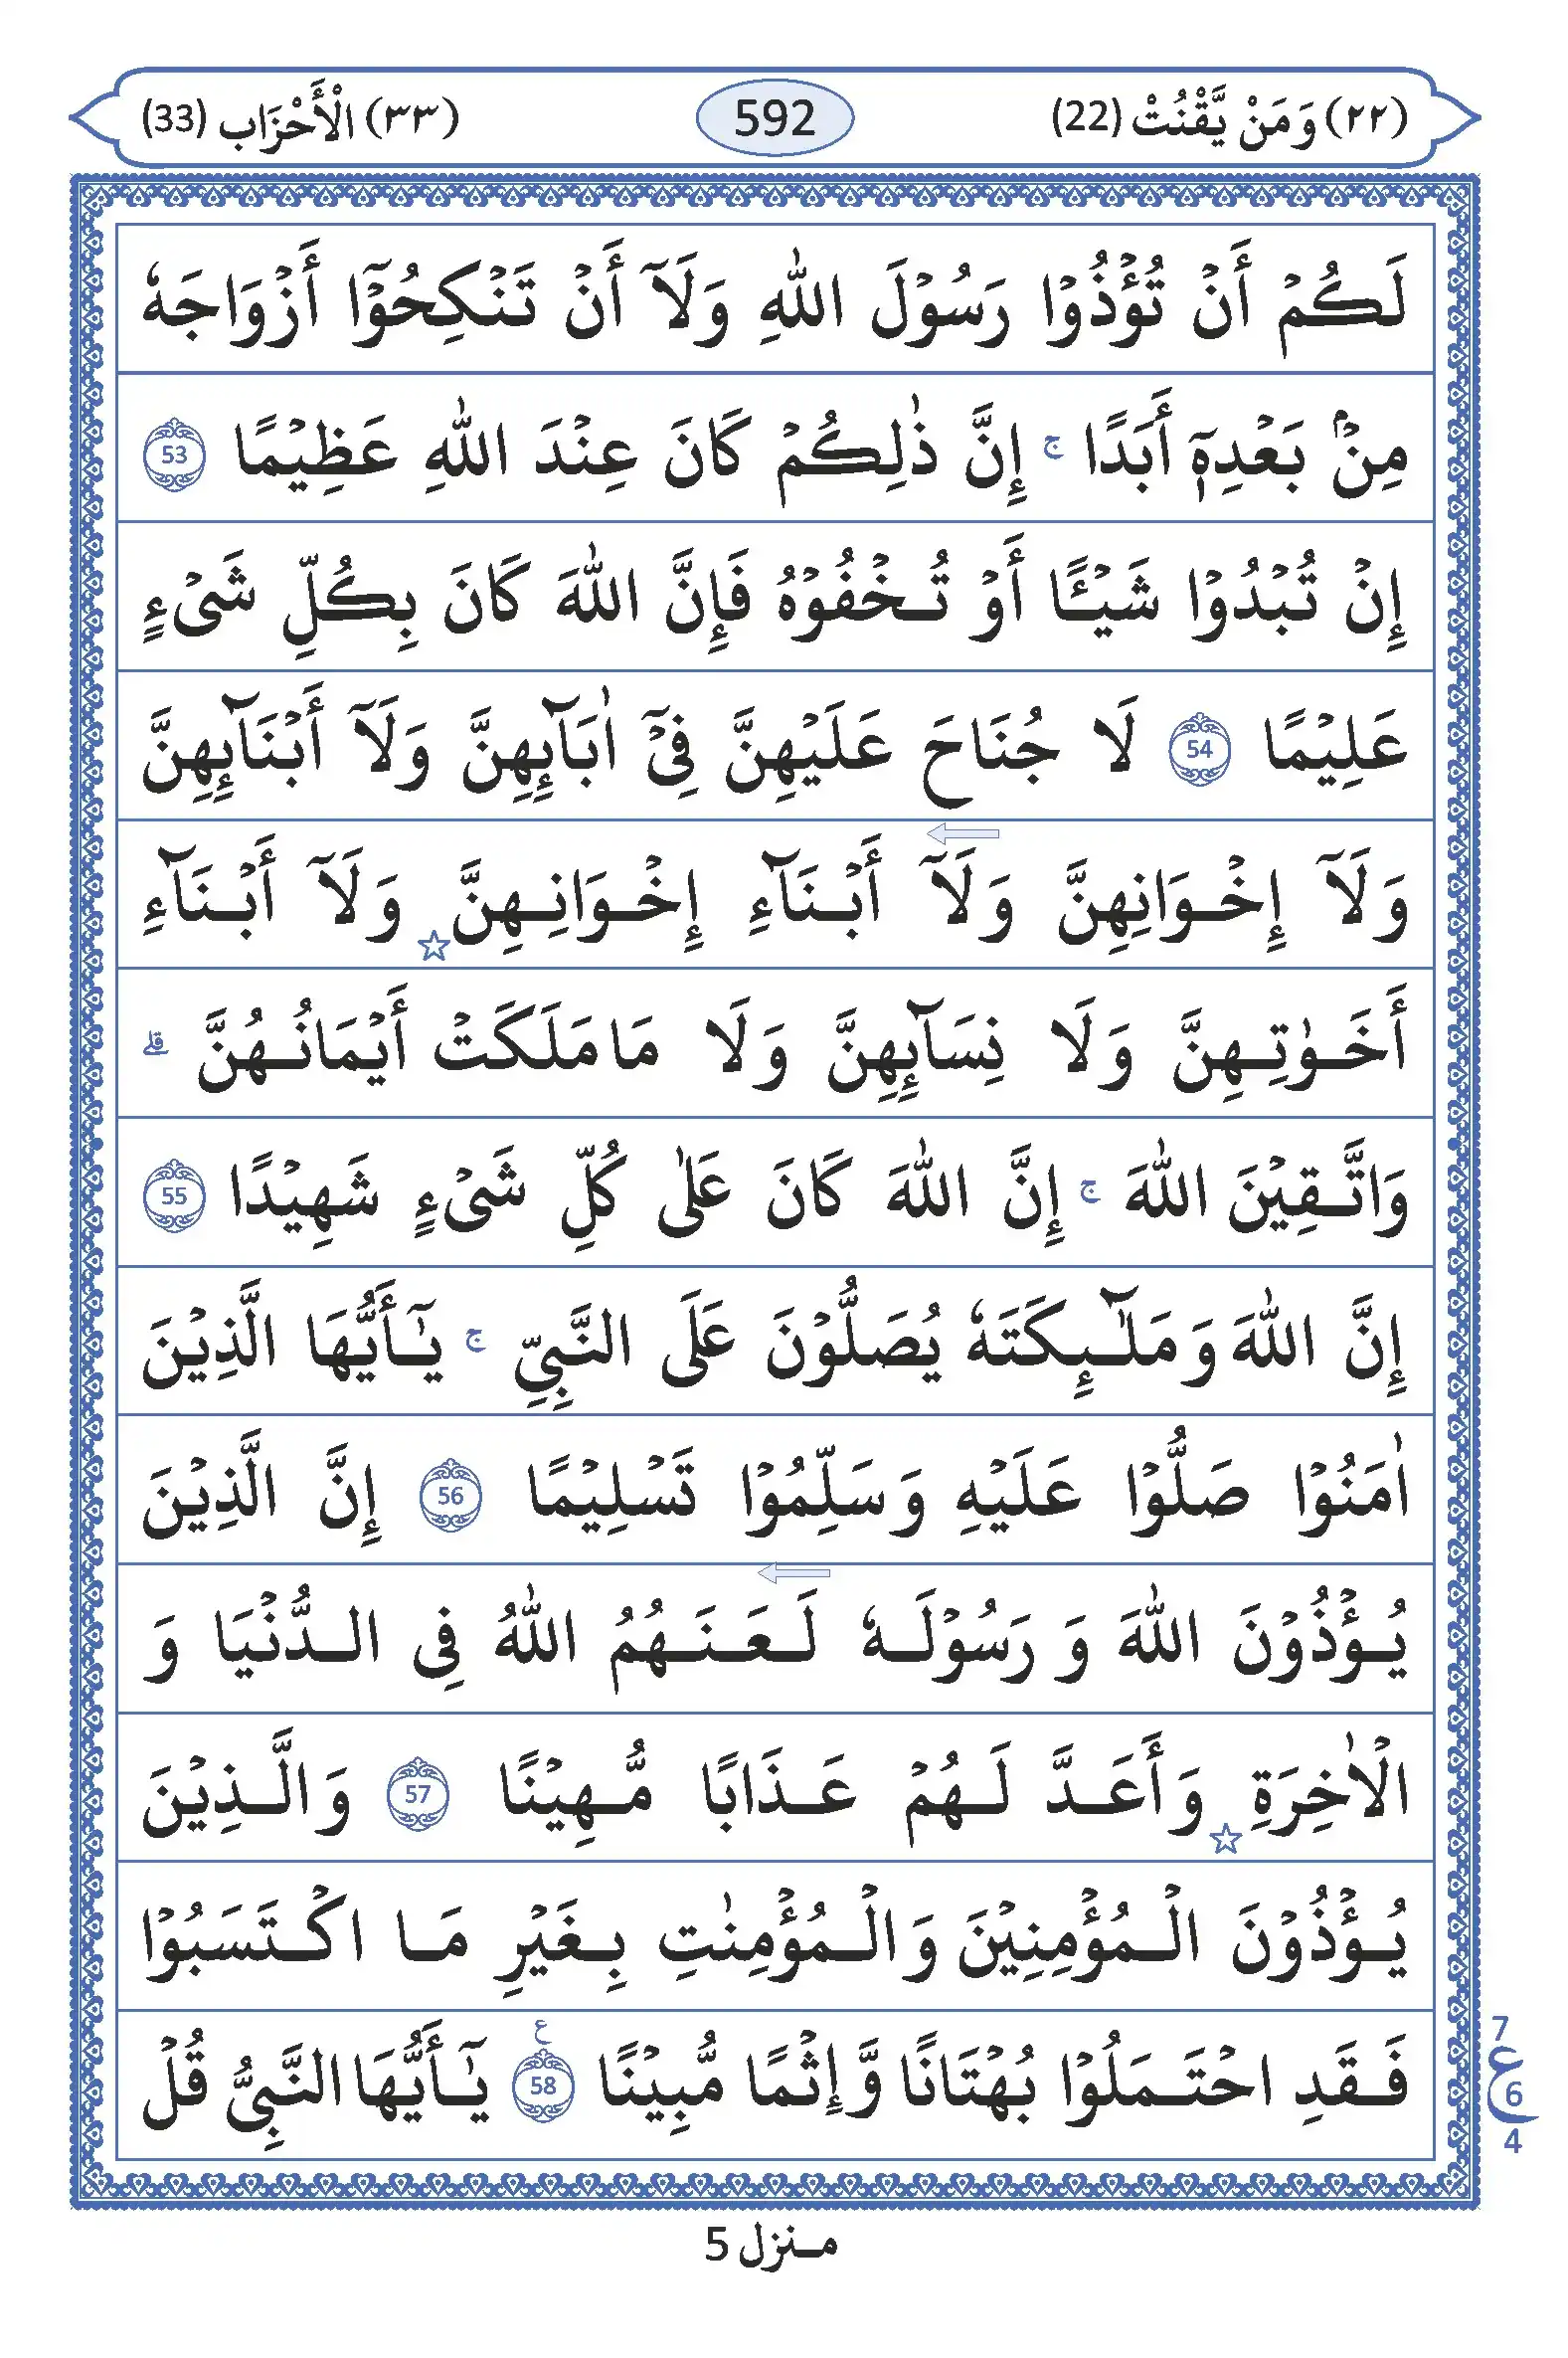 (٢٢) وَمَنْ يَّقْنُتْ (22) 592 (٣٣) الْأَحْزَاب (33)
لَكُمْ أَنْ تُؤْذُوْا رَسُوْلَ اللّٰهِ وَلَآ أَنْ تَنْكِحُوْٓا أَزْوَاجَهٗ
مِنْۢ بَعْدِهٖٓ أَبَدًا ۚ إِنَّ ذٰلِكُمْ كَانَ عِنْدَ اللّٰهِ عَظِيْمًا 53
إِنْ تُبْدُوْا شَيْـًٔا أَوْ تُخْفُوْهُ فَإِنَّ اللّٰهَ كَانَ بِكُلِّ شَىْءٍ
عَلِيْمًا 54 لَا جُنَاحَ عَلَيْهِنَّ فِىْٓ اٰبَآئِهِنَّ وَلَآ أَبْنَآئِهِنَّ
وَلَآ إِخْوَانِهِنَّ وَلَآ أَبْنَآءِ إِخْوَانِهِنَّ ☆ وَلَآ أَبْنَآءِ
أَخَوٰتِهِنَّ وَلَا نِسَآئِهِنَّ وَلَا مَا مَلَكَتْ أَيْمَانُهُنَّ ۗ
وَاتَّقِيْنَ اللّٰهَ ۚ إِنَّ اللّٰهَ كَانَ عَلٰى كُلِّ شَىْءٍ شَهِيْدًا 55
إِنَّ اللّٰهَ وَمَلٰٓئِكَتَهٗ يُصَلُّوْنَ عَلَى النَّبِىِّ ۚ يٰٓأَيُّهَا الَّذِيْنَ
اٰمَنُوْا صَلُّوْا عَلَيْهِ وَسَلِّمُوْا تَسْلِيْمًا 56 إِنَّ الَّذِيْنَ
يُؤْذُوْنَ اللّٰهَ وَ رَسُوْلَهٗ لَعَنَهُمُ اللّٰهُ فِى الدُّنْيَا وَ
الْاٰخِرَةِ ☆ وَأَعَدَّ لَهُمْ عَذَابًا مُّهِيْنًا 57 وَالَّذِيْنَ
يُؤْذُوْنَ الْمُؤْمِنِيْنَ وَالْمُؤْمِنٰتِ بِغَيْرِ مَا اكْتَسَبُوْا
فَقَدِ احْتَمَلُوْا بُهْتَانًا وَّإِثْمًا مُّبِيْنًا 58 ع يٰٓأَيُّهَا النَّبِىُّ قُلْ
7
ع 6
4
منزل 5